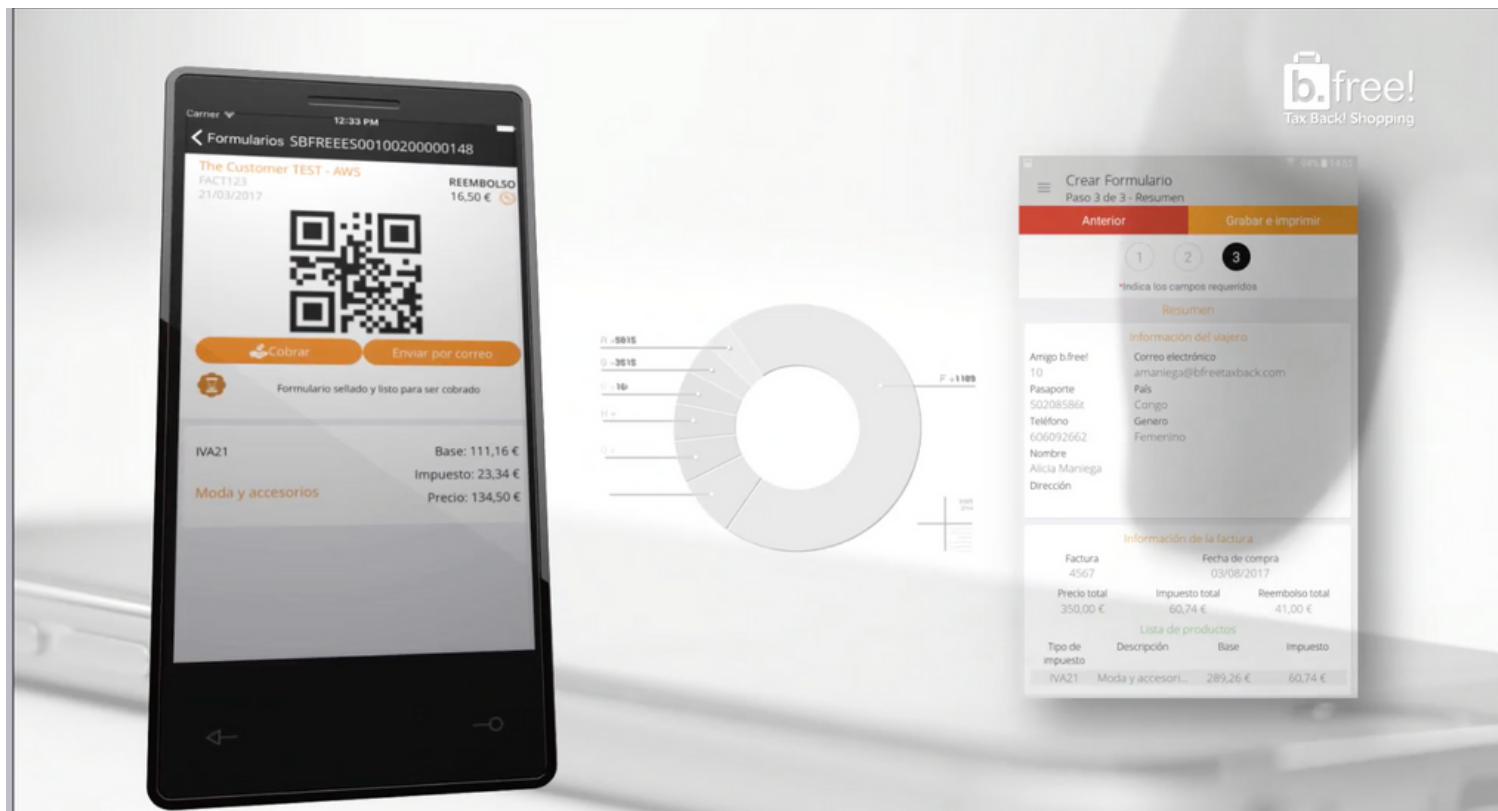 b.free!
Tax Back! Shopping
Carrier 12:33 PM
Formularios SBFREEES00100200000148
The Customer TEST - AWS
FACT123
REEMBOLSO
21/03/2017
16,50 €
Cobrar
Enviar por correo
Formulario sellado y listo para ser cobrado
IVA21
Base: 111,16 €
Impuesto: 23,34 €
Moda y accesorios
Precio: 134,50 €
94% 14:51
Crear Formulario
Paso 3 de 3 - Resumen
Anterior
Grabar e imprimir
1 2 3
*Indica los campos requeridos
Resumen
Información del viajero
Amigo b.free!
Correo electrónico
10
amaniega@bfreetaxback.com
Pasaporte
País
Congo
Teléfono
Genero
606092662
Femenino
Nombre
Alicia Maniega
Dirección
Información de la factura
Factura
Fecha de compra
4567
03/08/2017
Precio total
Impuesto total
Reembolso total
350,00 €
60,74 €
41,00 €
Lista de productos
Tipo de impuesto
Descripción
Base
Impuesto
IVA21
Moda y accesori...
289,26 €
60,74 €